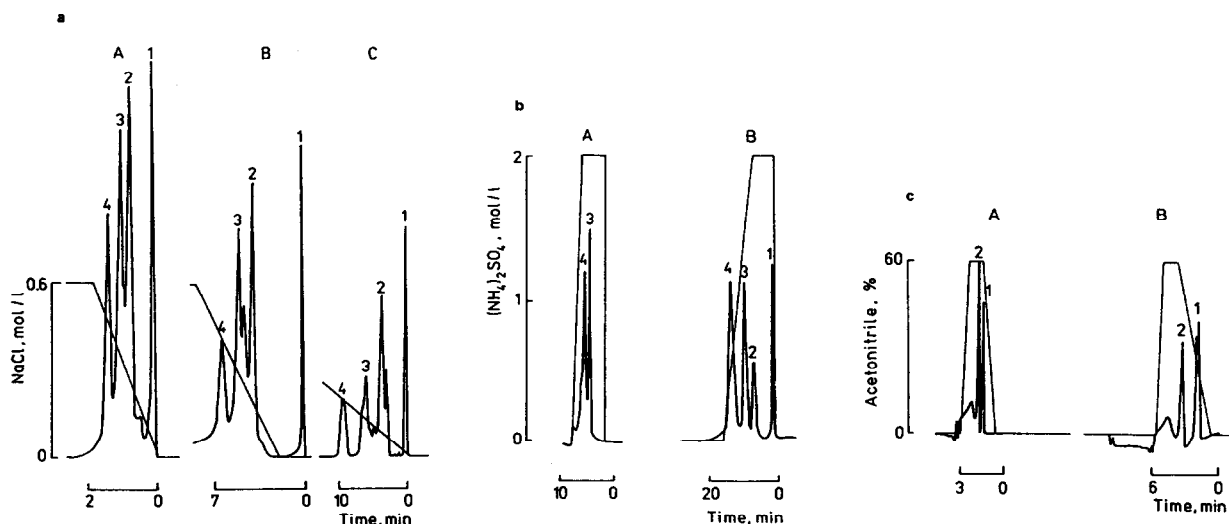 a
A
B
C
1
2
3
4
1
2
3
4
1
2
3
4
NaCl, mol/l
0.6
0
2 0
7 0
10 0
Time, min
b
A
B
(NH₄)₂SO₄, mol/l
2
1
0
4 3
4 3 2 1
10 0
20 0
Time, min
c
A
B
Acetonitrile, %
60
0
2 1
2 1
3 0
6 0
Time, min